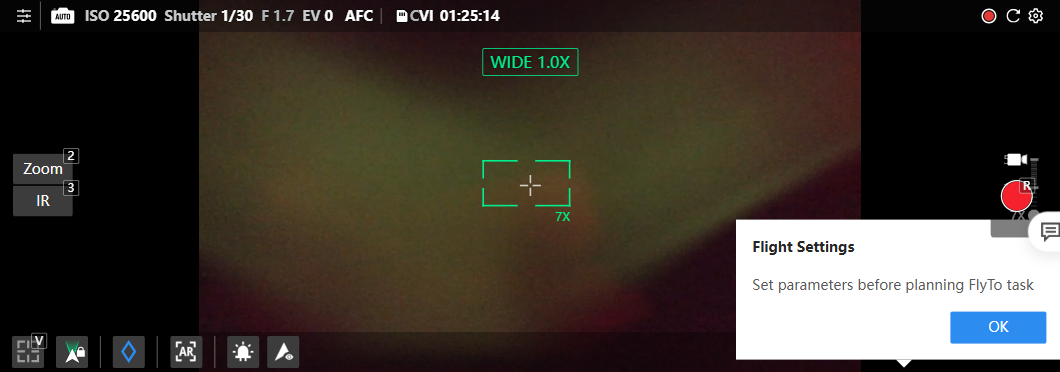 AUTO ISO 25600 Shutter 1/30 F 1.7 EV 0 AFC CVI 01:25:14
WIDE 1.0X
Zoom 2
IR 3
7X
R
Flight Settings
Set parameters before planning FlyTo task
OK
V
AR